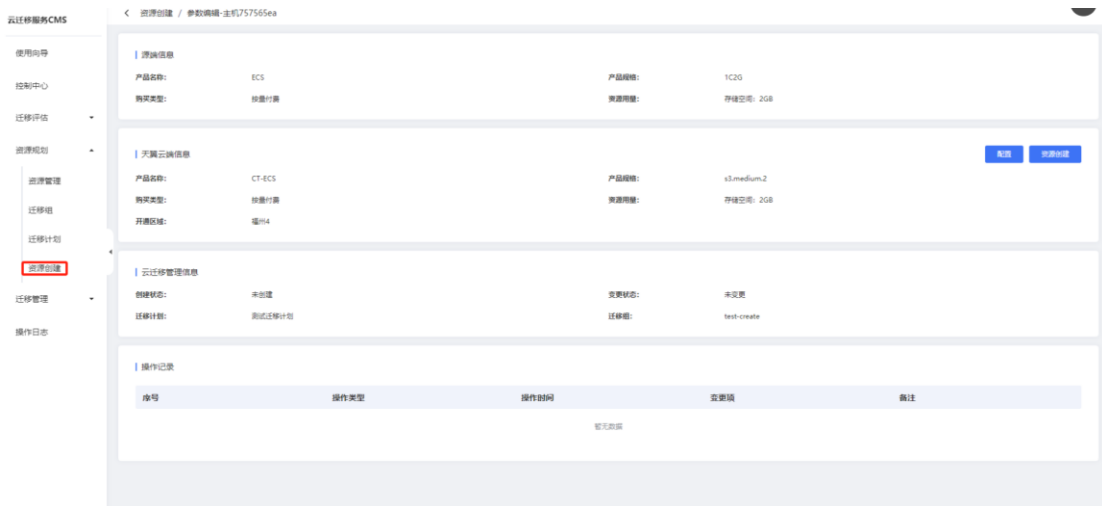 云迁移服务CMS
资源创建 / 参数编辑-主机757565ea
使用向导
控制中心
迁移评估
资源规划
资源管理
迁移组
迁移计划
资源创建
迁移管理
操作日志
源端信息
产品名称: ECS 产品规格: 1C2G
购买类型: 按量付费 资源用量: 存储空间: 2GB
天翼云端信息 配置 资源创建
产品名称: CT-ECS 产品规格: s3.medium.2
购买类型: 按量付费 资源用量: 存储空间: 2GB
开通区域: 福州4
云迁移管理信息
创建状态: 未创建 变更状态: 未变更
迁移计划: 测试迁移计划 迁移组: test-create
操作记录
序号 操作类型 操作时间 变更项 备注
暂无数据